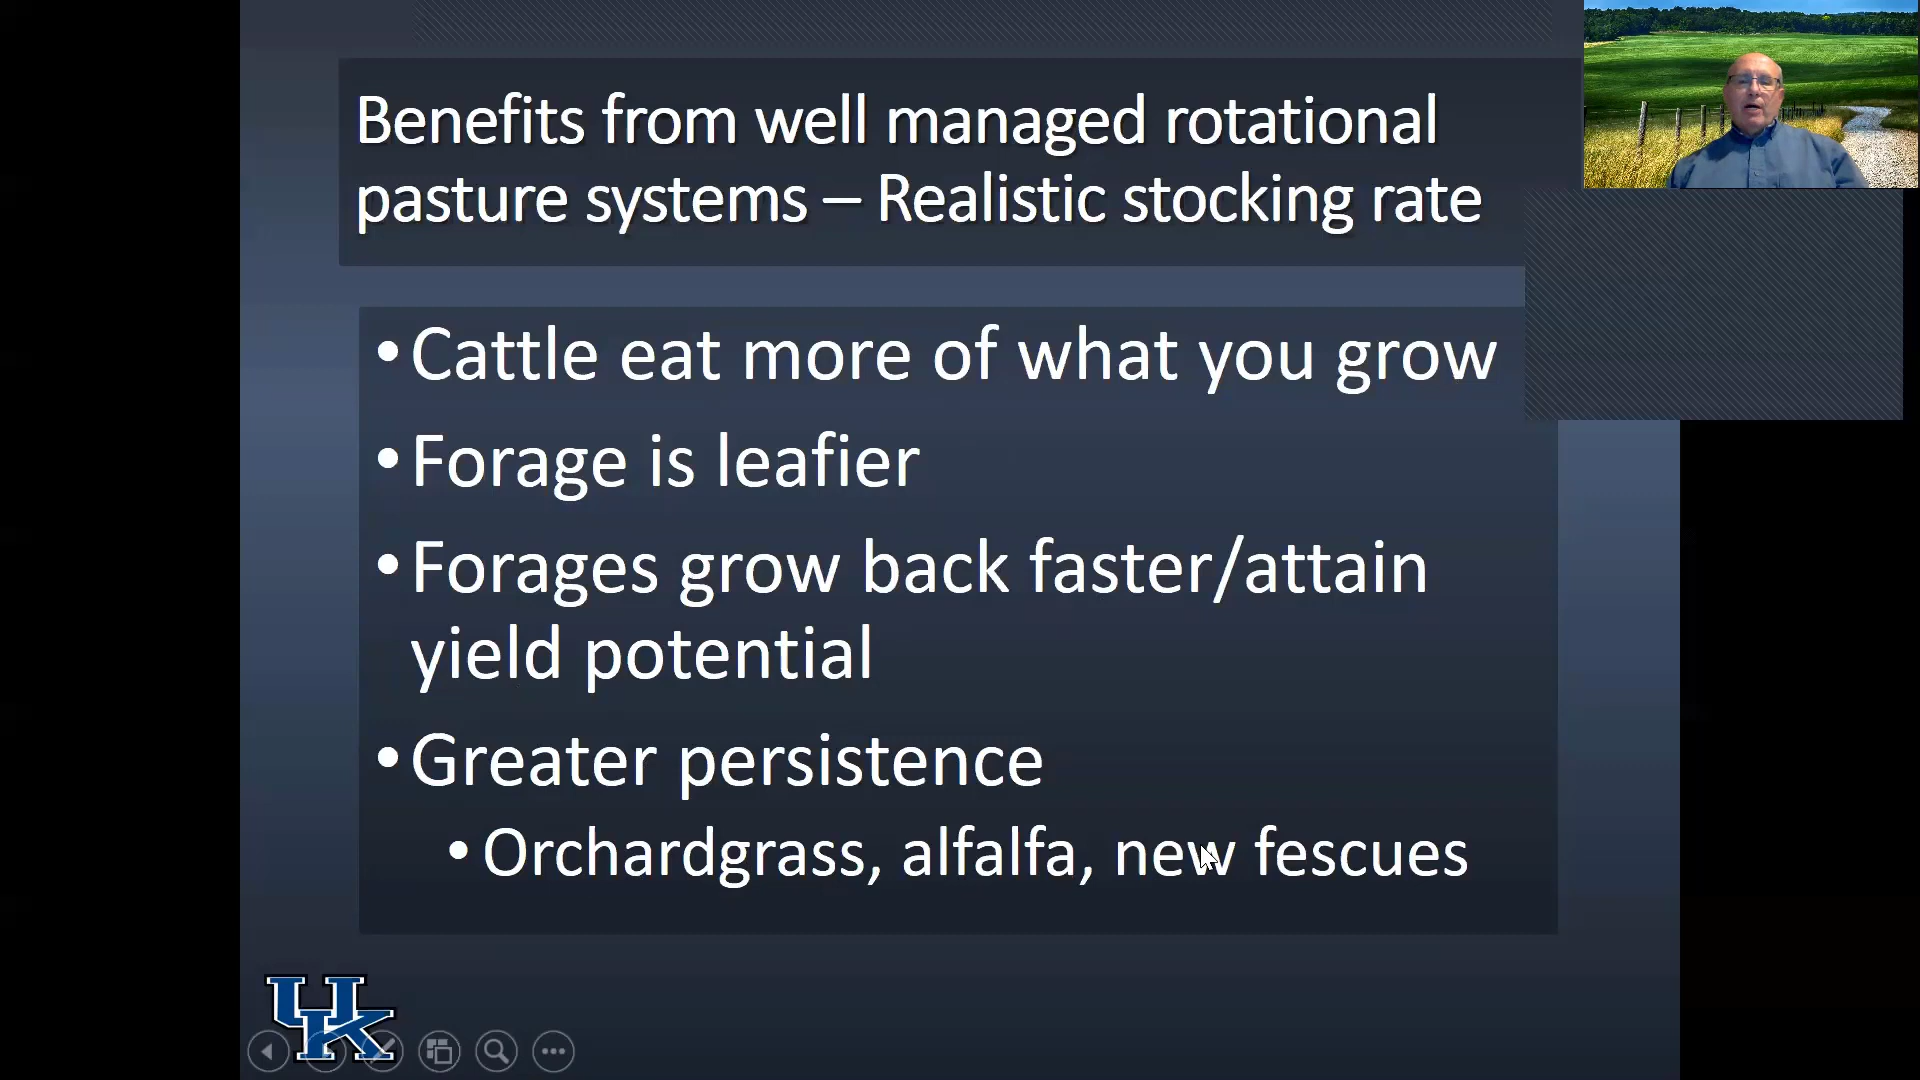 Benefits from well managed rotational
pasture systems – Realistic stocking rate
• Cattle eat more of what you grow
• Forage is leafier
• Forages grow back faster/attain
yield potential
• Greater persistence
• Orchardgrass, alfalfa, new fescues
UK